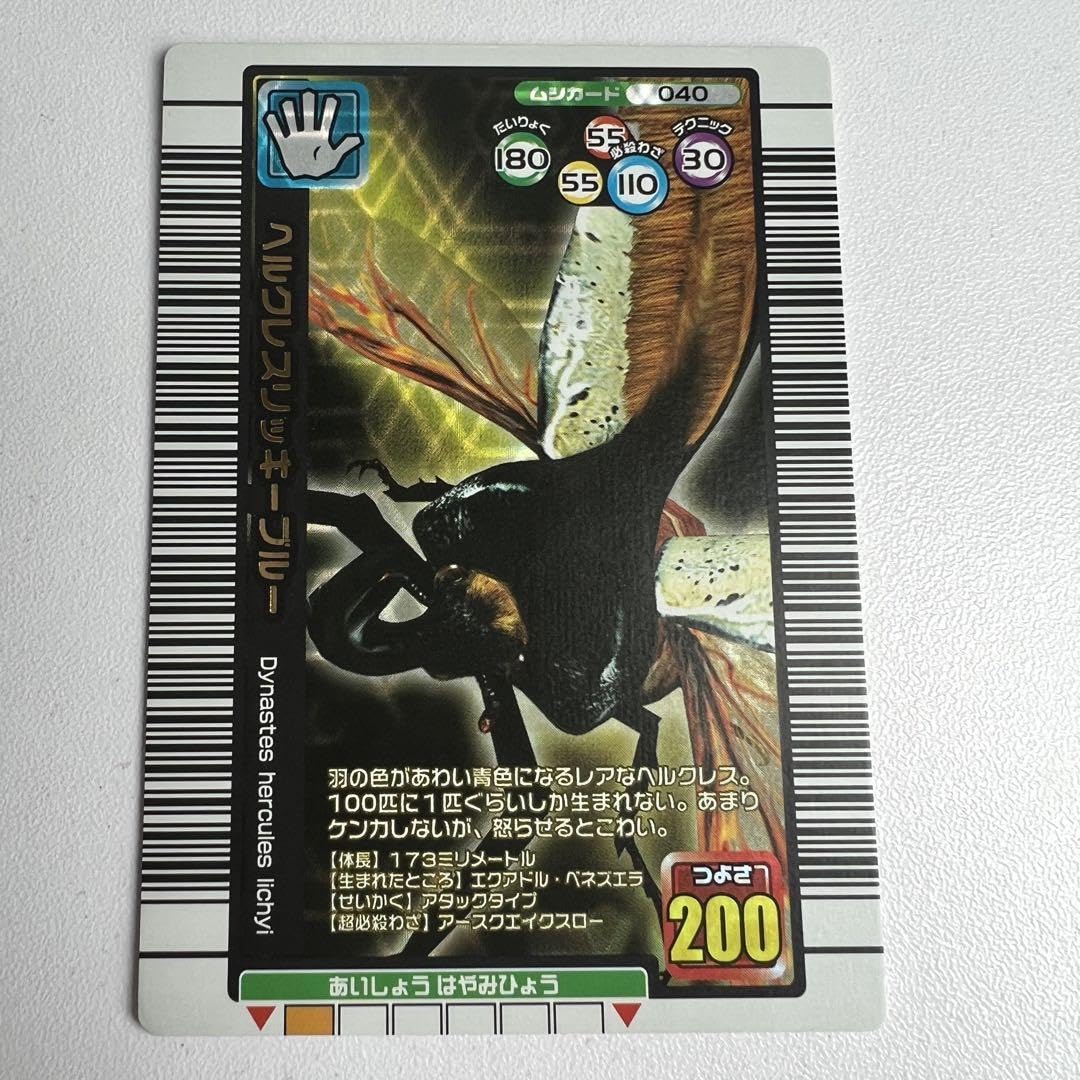 ムシカード 040
たいりょく
180
55
必殺わざ
110
55
テクニック
30
ヘルクレスリッキーブルー
Dynastes hercules lichyi
羽の色があわい青色になるレアなヘルクレス。
100匹に1匹ぐらいしか生まれない。あまり
ケンカしないが、怒らせるとこわい。
【体長】173ミリメートル
【生まれたところ】エクアドル・ベネズエラ
【せいかく】アタックタイプ
【超必殺わざ】アースクエイクスロー
つよさ
200
あいしょう はやみひょう